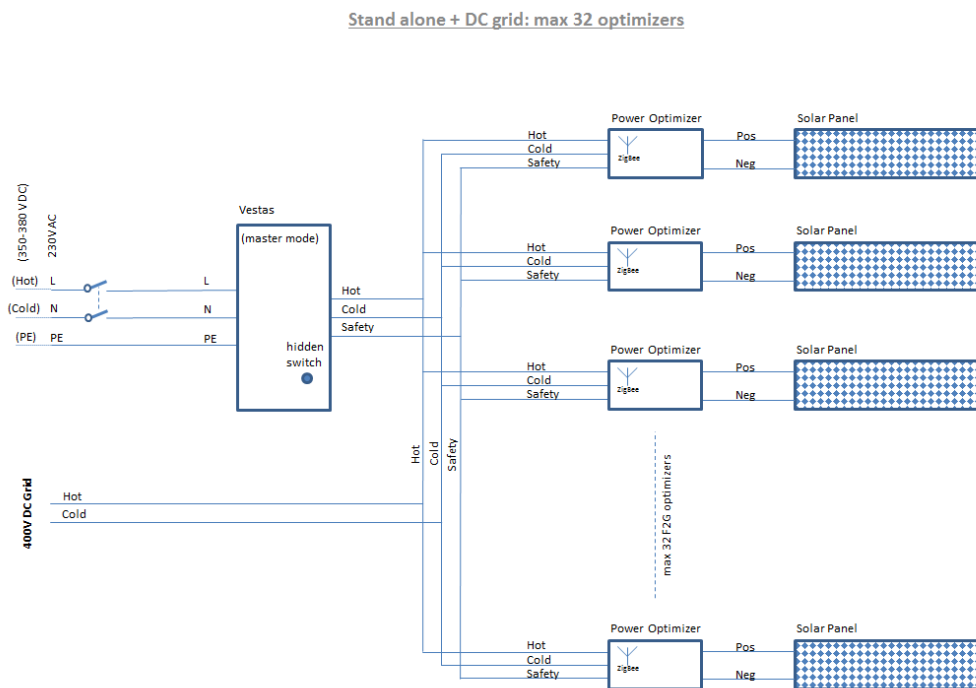 Stand alone + DC grid: max 32 optimizers
Power Optimizer
Solar Panel
Hot
Cold
Safety
ZigBee
Pos
Neg
(350-380 VDC)
230VAC
Vestas
(master mode)
Power Optimizer
Solar Panel
Hot
Cold
Safety
ZigBee
Pos
Neg
(Hot) L
L
Hot
(Cold) N
N
Cold
(PE) PE
PE
Safety
hidden
switch
Power Optimizer
Solar Panel
Hot
Cold
Safety
ZigBee
Pos
Neg
Hot
Cold
Safety
400V DC Grid
Hot
Cold
max 32 F2G optimizers
Power Optimizer
Solar Panel
Hot
Cold
Safety
ZigBee
Pos
Neg